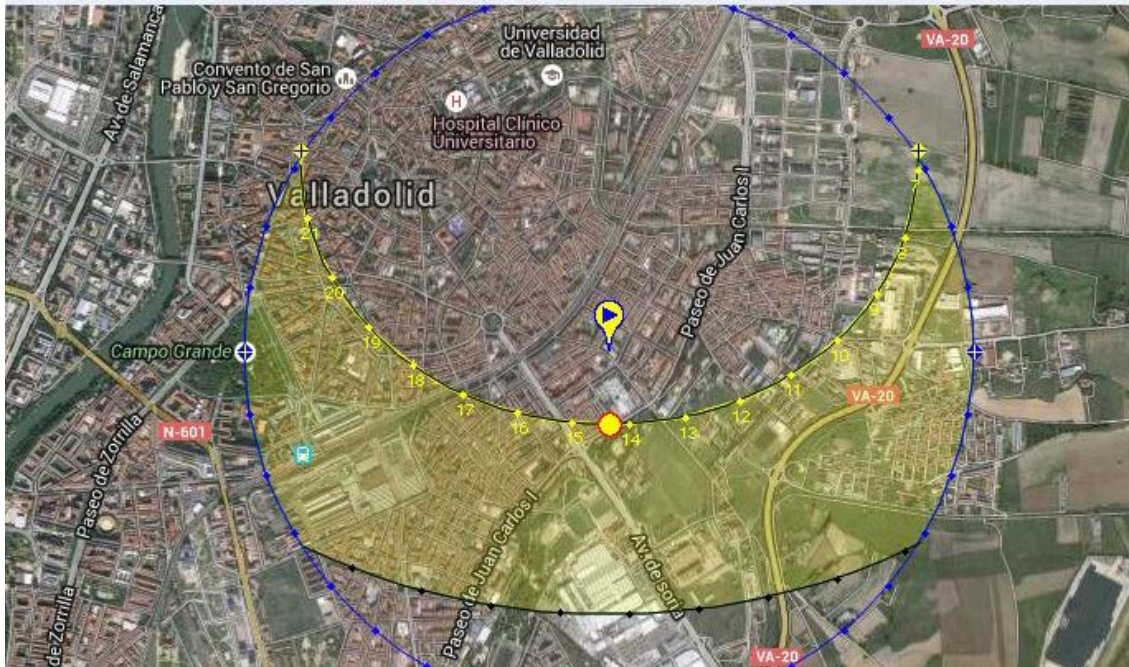 VA-20
Universidad
de Valladolid
Convento de San
Pablo y San Gregorio
Av. de Salamanca
H
Hospital Clínico
Universitario
Valladolid
Paseo de Juan Carlos I
7
8
9
10
11
12
13
14
15
16
17
18
19
20
21
Campo Grande
VA-20
N-601
Paseo de Zorrilla
Paseo de Juan Carlos I
Av. de Soria
de Zorrilla
VA-20